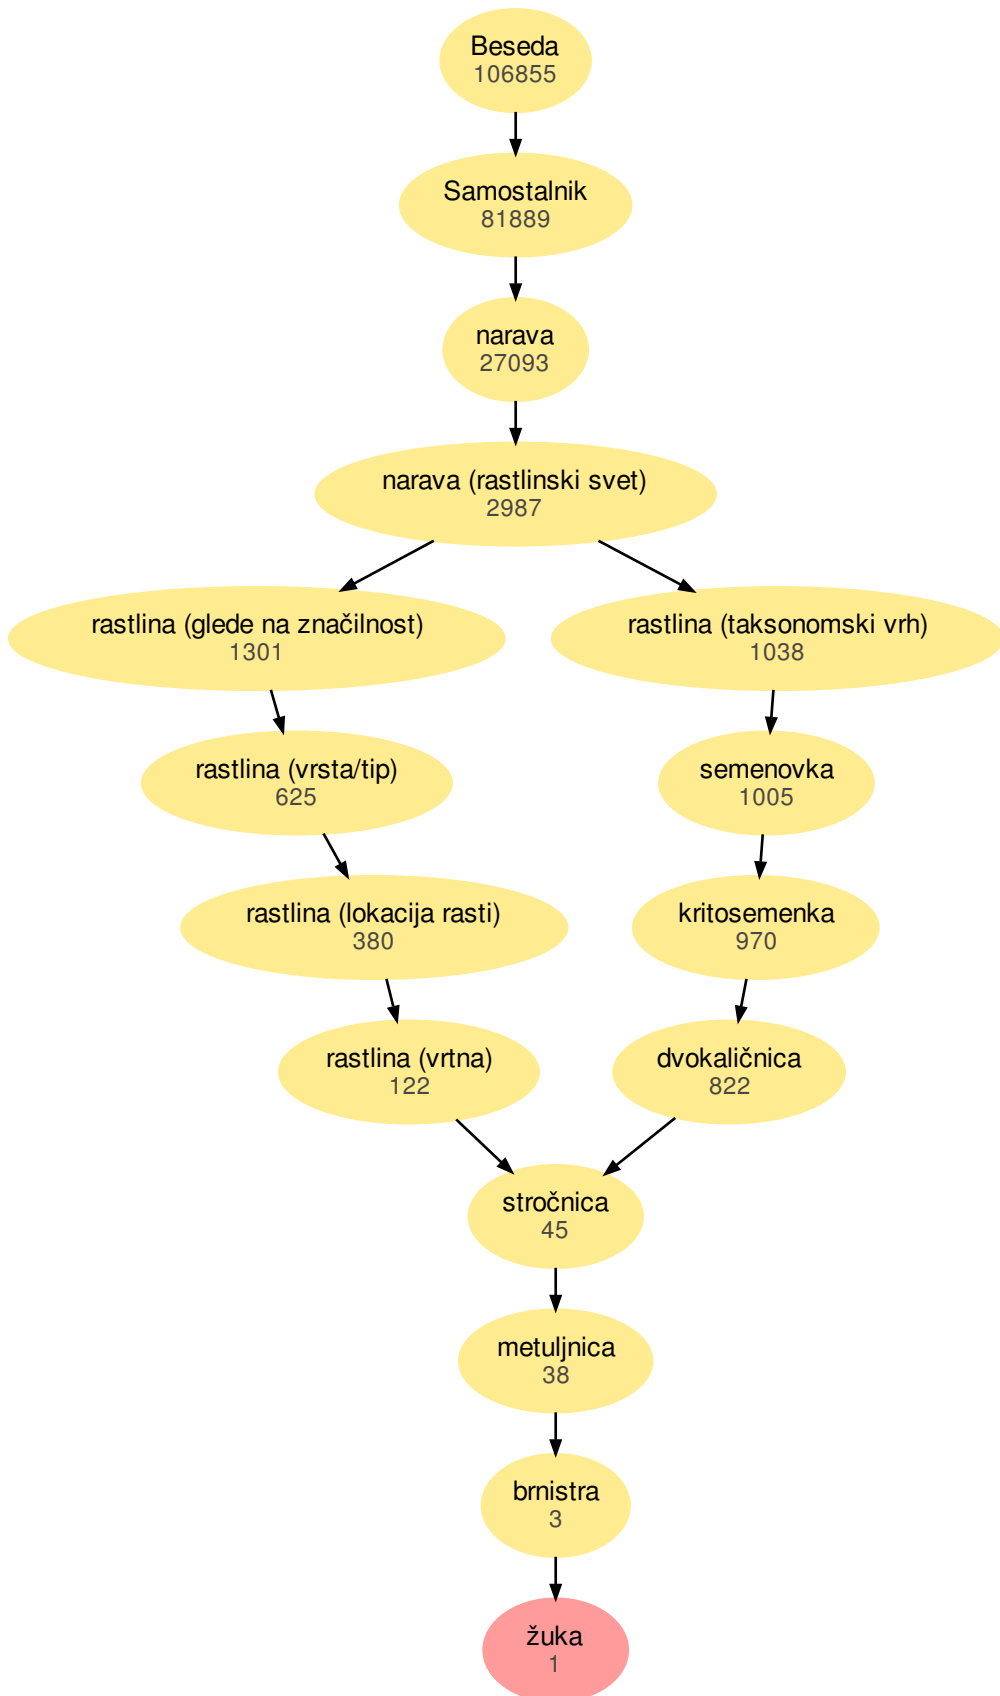 Beseda
106855
Samostalnik
81889
narava
27093
narava (rastlinski svet)
2987
rastlina (glede na značilnost)
1301
rastlina (taksonomski vrh)
1038
rastlina (vrsta/tip)
625
semenovka
1005
rastlina (lokacija rasti)
380
kritosemenka
970
rastlina (vrtna)
122
dvokaličnica
822
stročnica
45
metuljnica
38
brnistra
3
žuka
1